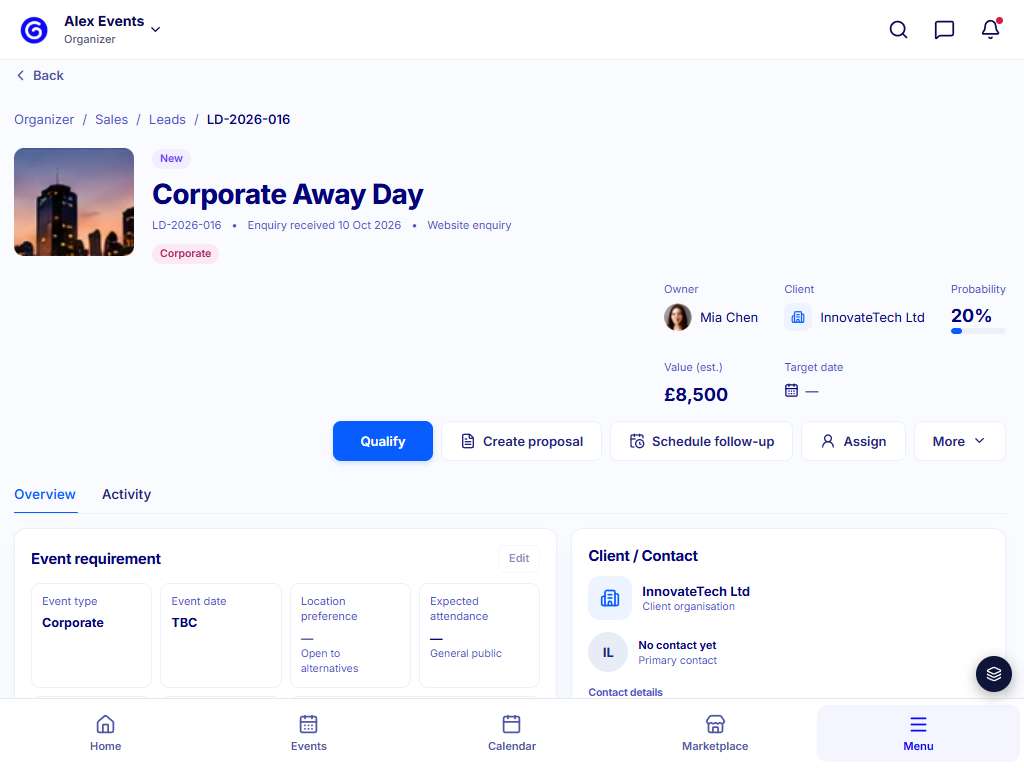 Alex Events
Organizer
Back
Organizer / Sales / Leads / LD-2026-016
New
Corporate Away Day
LD-2026-016 • Enquiry received 10 Oct 2026 • Website enquiry
Corporate
Owner
Mia Chen
Client
InnovateTech Ltd
Probability
20%
Value (est.)
£8,500
Target date
—
Qualify
Create proposal
Schedule follow-up
Assign
More
Overview
Activity
Event requirement
Edit
Event type
Corporate
Event date
TBC
Location
preference
—
Open to
alternatives
Expected
attendance
—
General public
Client / Contact
InnovateTech Ltd
Client organisation
IL
No contact yet
Primary contact
Contact details
Home
Events
Calendar
Marketplace
Menu